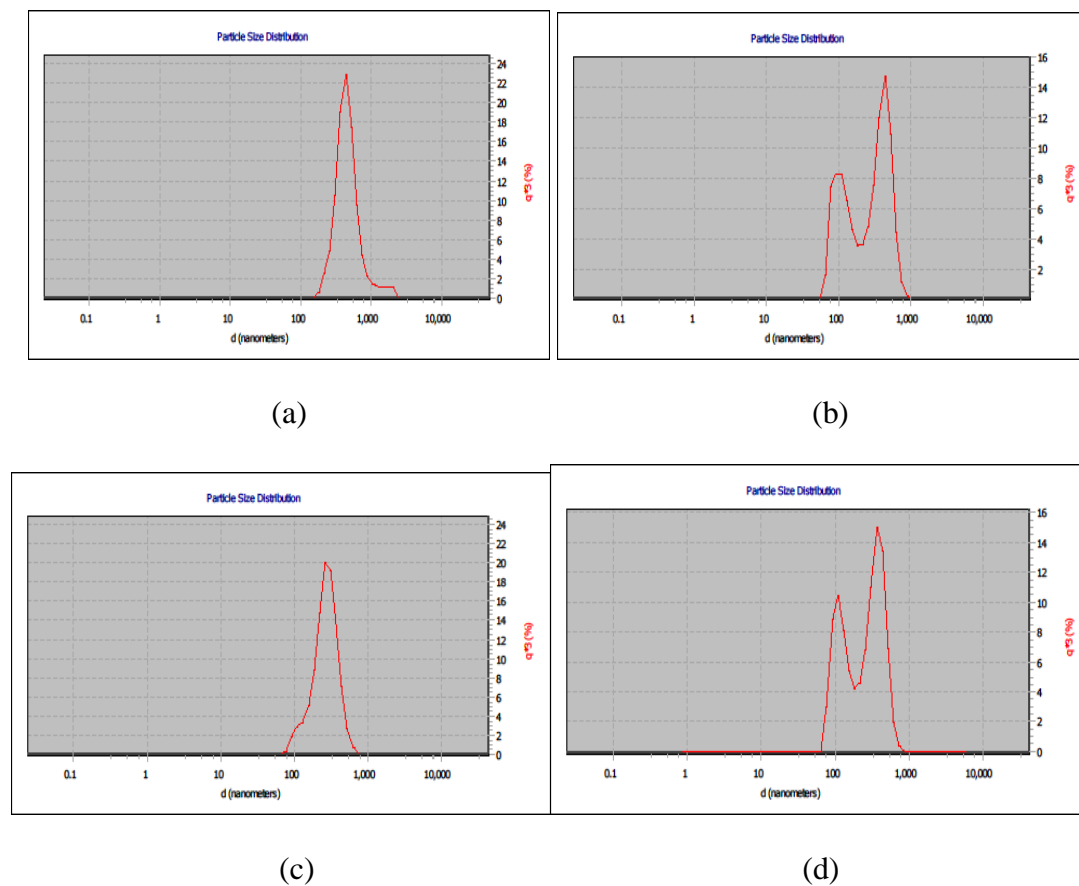 Particle Size Distribution
24
22
20
18
16
14
12
10
8
6
4
2
0
q*3 (%)
0.1 1 10 100 1,000 10,000
d (nanometers)
(a)
Particle Size Distribution
16
14
12
10
8
6
4
2
q*3 (%)
0.1 1 10 100 1,000 10,000
d (nanometers)
(b)
Particle Size Distribution
24
22
20
18
16
14
12
10
8
6
4
2
0
q*3 (%)
0.1 1 10 100 1,000 10,000
d (nanometers)
(c)
Particle Size Distribution
16
14
12
10
8
6
4
2
0
q*3 (%)
0.1 1 10 100 1,000 10,000
d (nanometers)
(d)